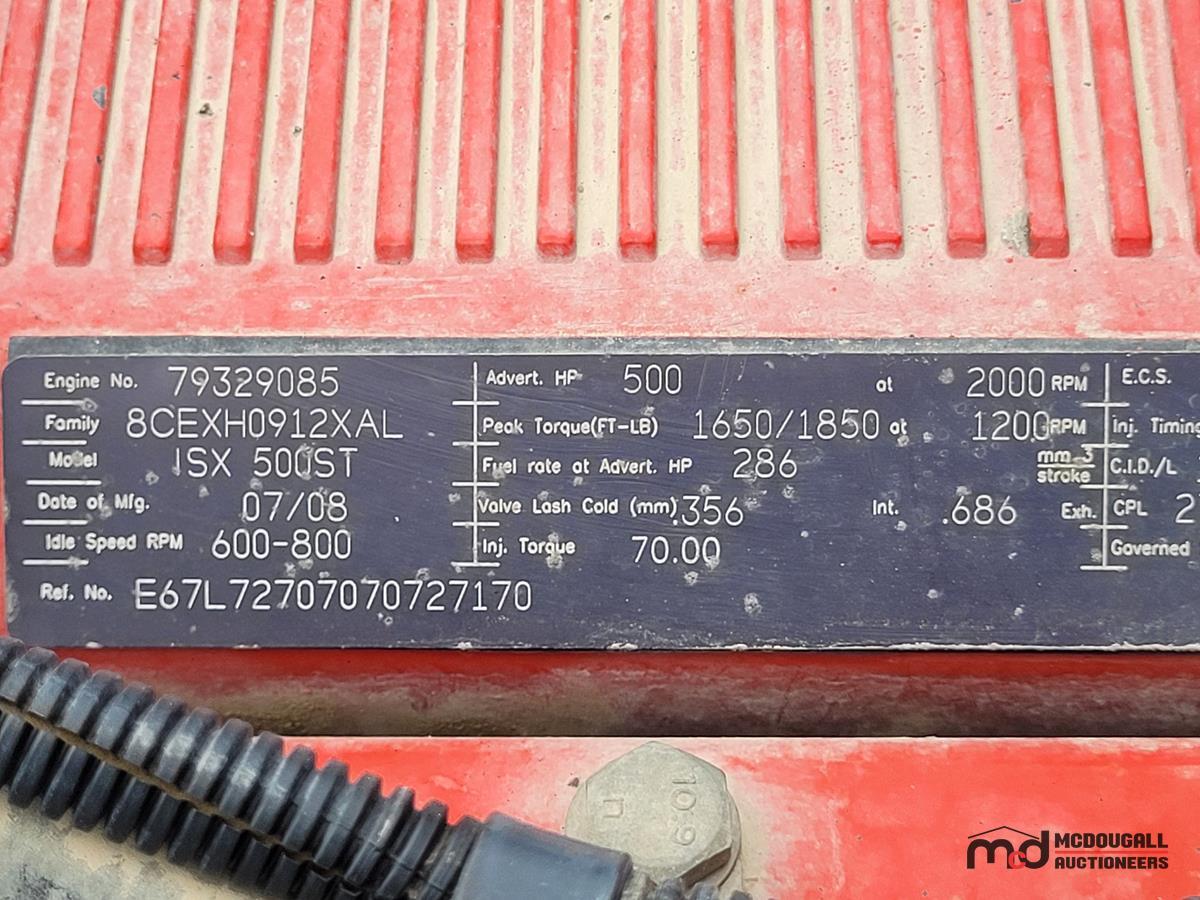 Engine No. 79329085 Advert. HP 500 at 2000 RPM E.C.S.
Family 8CEXH0912XAL Peak Torque(FT-LB) 1650/1850 at 1200 RPM Inj. Timing
Model ISX 500ST Fuel rate at Advert. HP 286 mm 3 stroke C.I.D./L
Date of Mfg. 07/08 Valve Lash Cold (mm) .356 Int. .686 Exh. CPL 2
Idle Speed RPM 600-800 Inj. Torque 70.00 Governed
Ref. No. E67L72707070727170
10.9
n
mcd MCDOUGALL
AUCTIONEERS